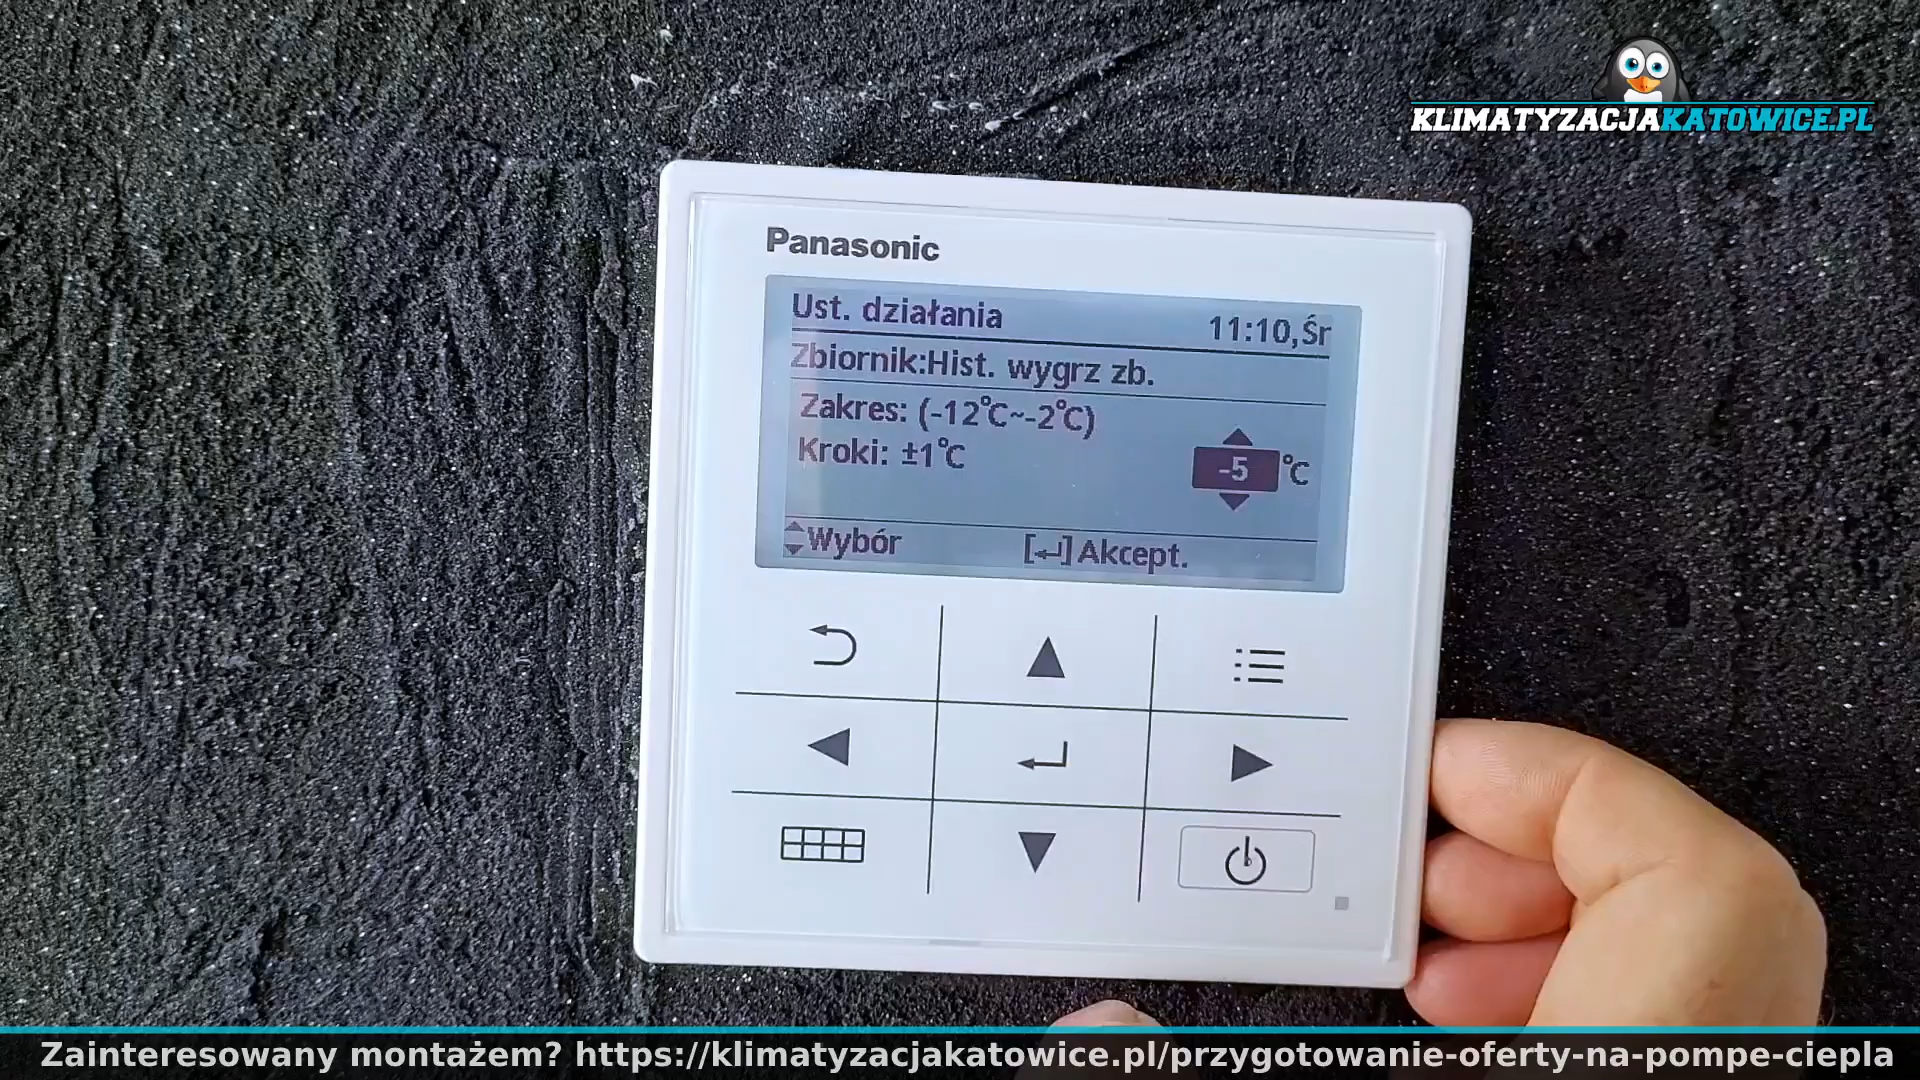 KLIMATYZACJAKATOWICE.PL
Panasonic
Ust. działania 11:10,Śr
Zbiornik:Hist. wygrz zb.
Zakres: (-12°C~-2°C)
Kroki: ±1°C
-5 °C
Wybór [↵] Akcept.
Zainteresowany montażem? https://klimatyzacjakatowice.pl/przygotowanie-oferty-na-pompe-ciepla